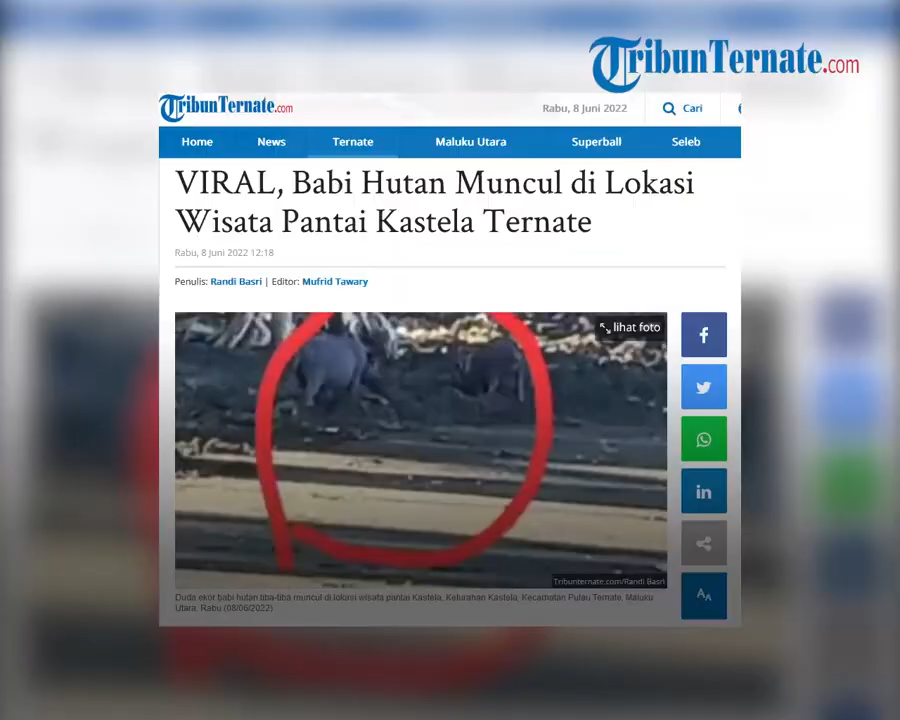 TribunTernate.com
TribunTernate.com
Rabu, 8 Juni 2022
Cari
Home News Ternate Maluku Utara Superball Seleb
VIRAL, Babi Hutan Muncul di Lokasi
Wisata Pantai Kastela Ternate
Rabu, 8 Juni 2022 12:18
Penulis: Randi Basri | Editor: Mufrid Tawary
lihat foto
Tribunternate.com/Randi Basri
Duda ekor babi hutan tiba-tiba muncul di lokasi wisata pantai Kastela, Kelurahan Kastela, Kecamatan Pulau Ternate, Maluku
Utara, Rabu (08/06/2022)
f
in
AA